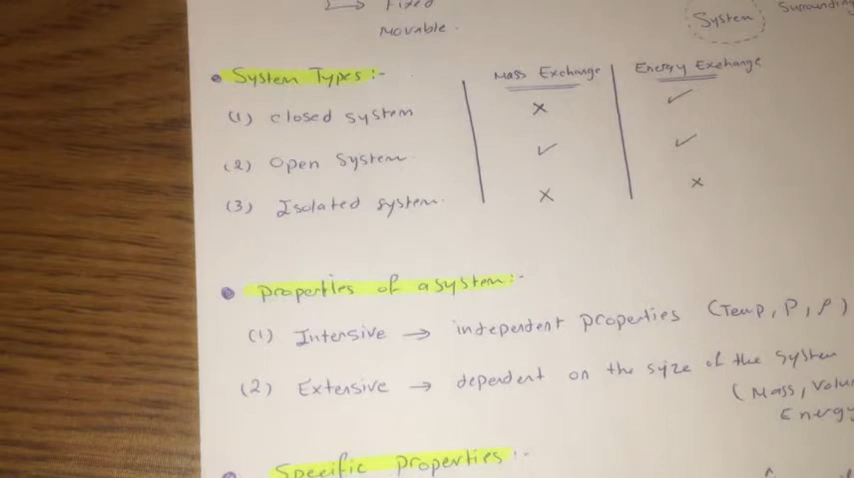 Fixed
Movable.
System
Surrounding
System Types:-
Mass Exchange
Energy Exchange
(1) closed system × ✓
(2) Open System ✓ ✓
(3) Isolated system. × ×
Properties of a system:-
(1) Intensive → independent properties (Temp, P, ρ)
(2) Extensive → dependent on the size of the system
(Mass, Volu
Energy
Specific properties:-